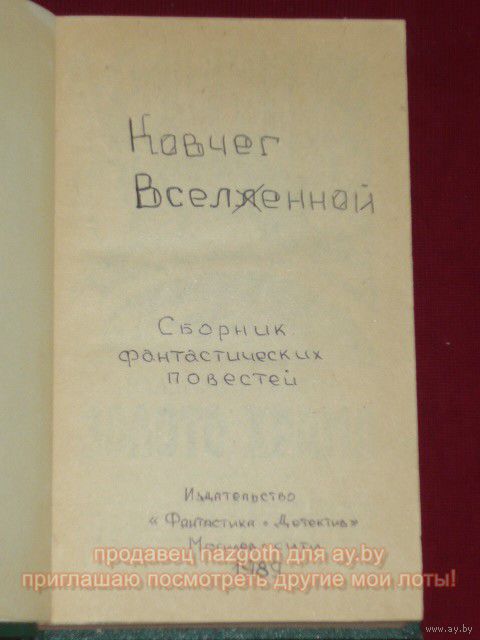 Ковчег
Вселенной
Сборник
фантастических
повестей
Издательство
«Фантастика • Детектив»
продавец nazgoth для ay.by
приглашаю посмотреть другие мои лоты!
1989
www.ay.by